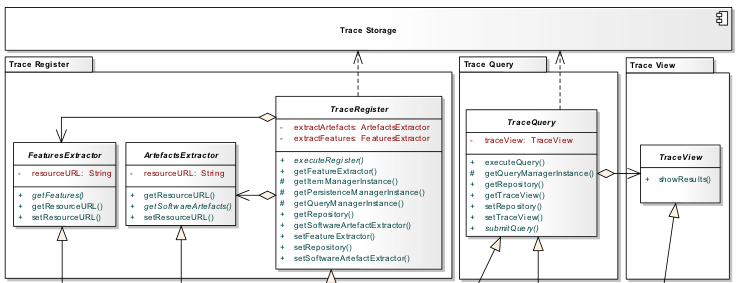 Trace Storage
Trace Register
Trace Query
Trace View
TraceRegister
- extractArtefacts: ArtefactsExtractor
- extractFeatures: FeaturesExtractor
+ executeRegister()
+ getFeatureExtractor()
# getItemManagerInstance()
# getPersistenceManagerInstance()
# getQueryManagerInstance()
+ getRepository()
+ getSoftwareArtefactExtractor()
+ setFeatureExtractor()
+ setRepository()
+ setSoftwareArtefactExtractor()
FeaturesExtractor
- resourceURL: String
+ getFeatures()
+ getResourceURL()
+ setResourceURL()
ArtefactsExtractor
- resourceURL: String
+ getResourceURL()
+ getSoftwareArtefacts()
+ setResourceURL()
TraceQuery
- traceView: TraceView
+ executeQuery()
# getQueryManagerInstance()
+ getRepository()
+ getTraceView()
+ setRepository()
+ setTraceView()
+ submitQuery()
TraceView
+ showResults()